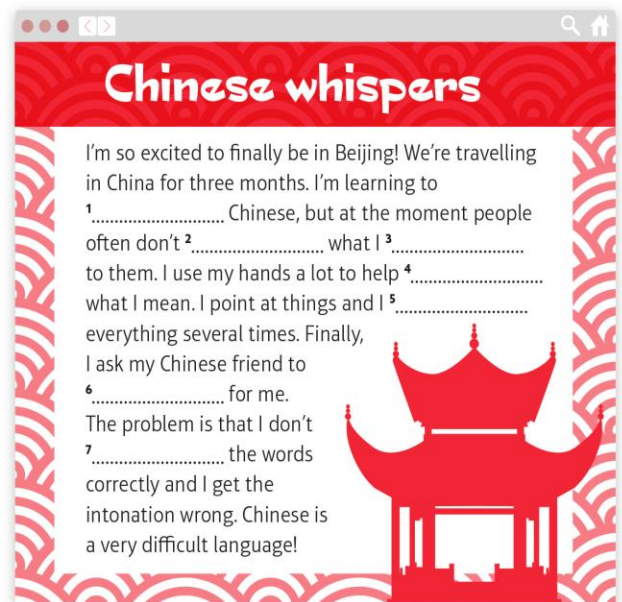 Chinese whispers
I'm so excited to finally be in Beijing! We're travelling
in China for three months. I'm learning to
1.............................. Chinese, but at the moment people
often don't 2.............................. what I 3..............................
to them. I use my hands a lot to help 4..............................
what I mean. I point at things and I 5..............................
everything several times. Finally,
I ask my Chinese friend to
6.............................. for me.
The problem is that I don't
7.............................. the words
correctly and I get the
intonation wrong. Chinese is
a very difficult language!